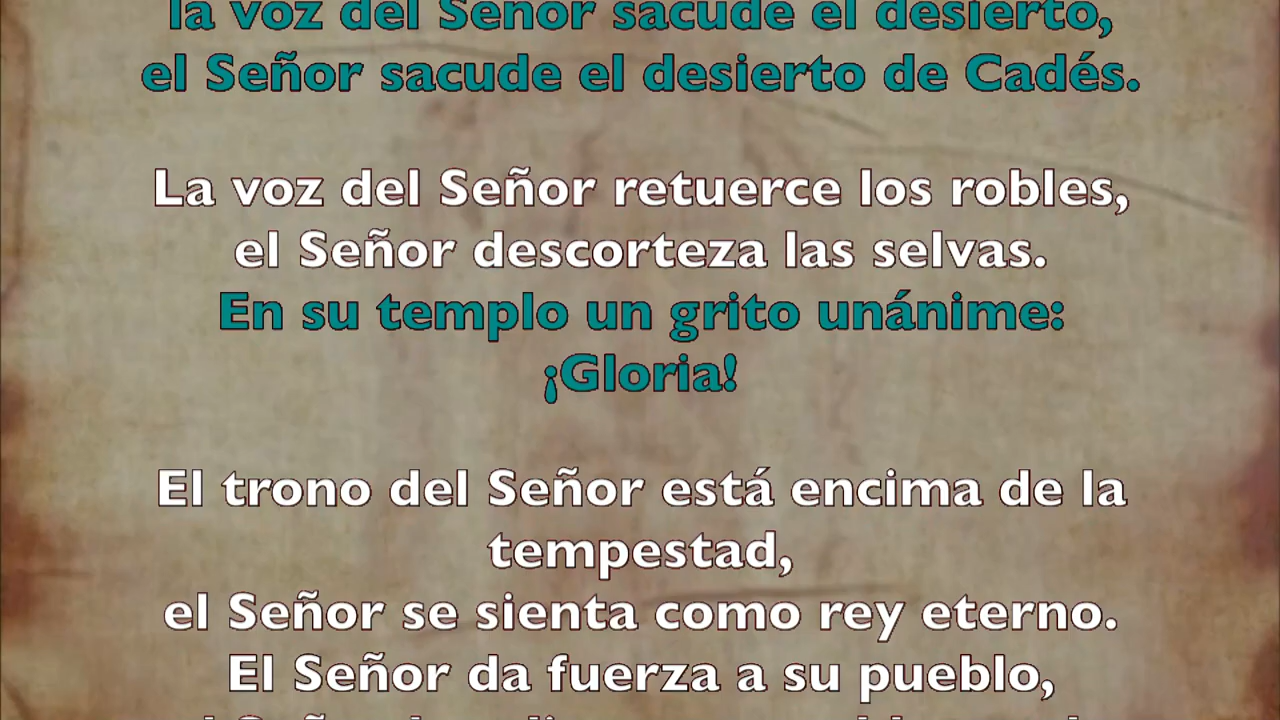 la voz del Señor sacude el desierto,
el Señor sacude el desierto de Cadés.
La voz del Señor retuerce los robles,
el Señor descorteza las selvas.
En su templo un grito unánime:
¡Gloria!
El trono del Señor está encima de la
tempestad,
el Señor se sienta como rey eterno.
El Señor da fuerza a su pueblo,